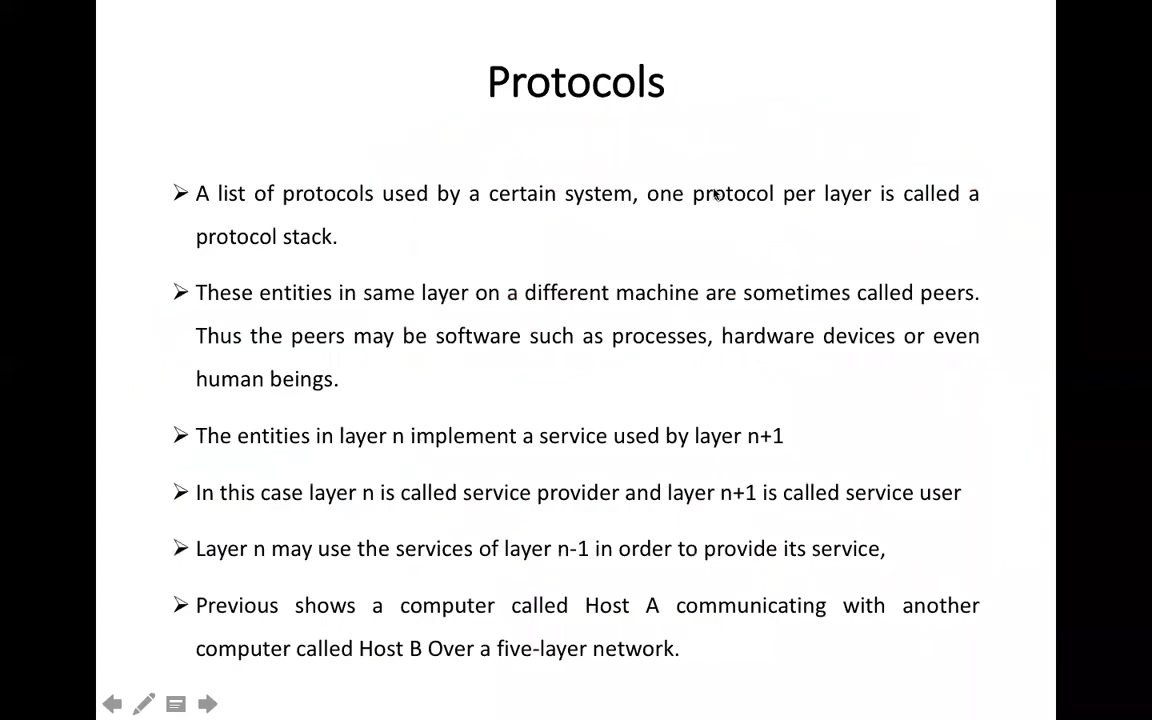 Protocols
A list of protocols used by a certain system, one protocol per layer is called a
protocol stack.
These entities in same layer on a different machine are sometimes called peers.
Thus the peers may be software such as processes, hardware devices or even
human beings.
The entities in layer n implement a service used by layer n+1
In this case layer n is called service provider and layer n+1 is called service user
Layer n may use the services of layer n-1 in order to provide its service,
Previous shows a computer called Host A communicating with another
computer called Host B Over a five-layer network.